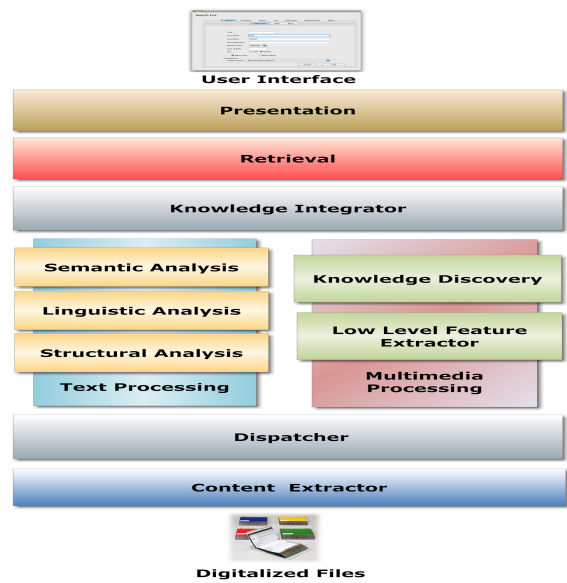 User Interface
Presentation
Retrieval
Knowledge Integrator
Semantic Analysis
Linguistic Analysis
Structural Analysis
Text Processing
Knowledge Discovery
Low Level Feature
Extractor
Multimedia
Processing
Dispatcher
Content Extractor
Digitalized Files